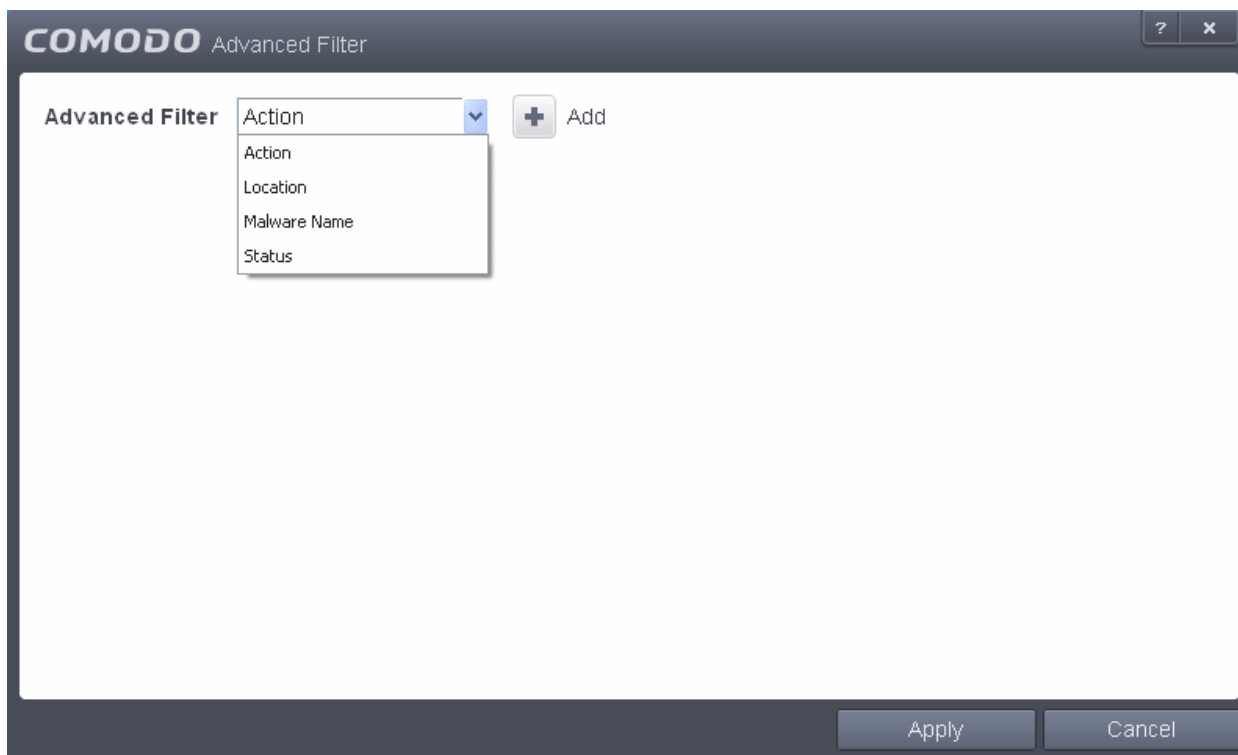 COMODO Advanced Filter ? x
Advanced Filter Action + Add
Action
Location
Malware Name
Status
Apply Cancel